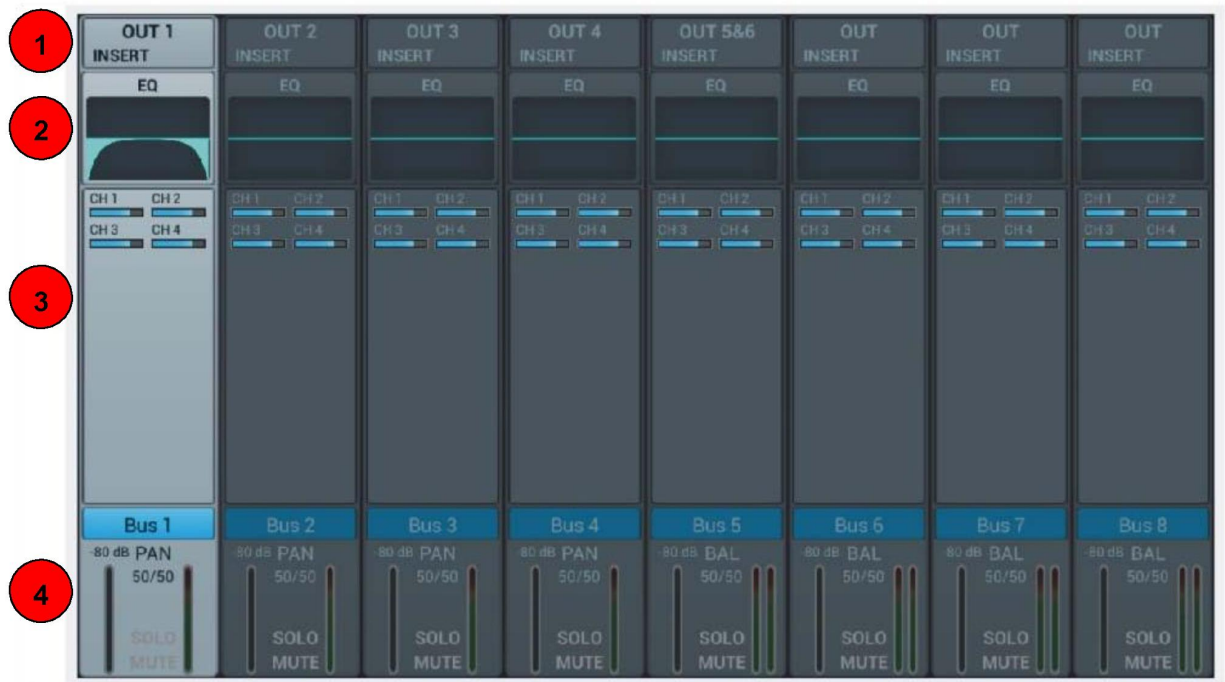 1
OUT 1 OUT 2 OUT 3 OUT 4 OUT 5&6 OUT OUT OUT
INSERT INSERT INSERT INSERT INSERT INSERT INSERT INSERT
EQ EQ EQ EQ EQ EQ EQ EQ
2
CH 1 CH 2 CH 1 CH 2 CH 1 CH 2 CH 1 CH 2 CH 1 CH 2 CH 1 CH 2 CH 1 CH 2 CH 1 CH 2
CH 3 CH 4 CH 3 CH 4 CH 3 CH 4 CH 3 CH 4 CH 3 CH 4 CH 3 CH 4 CH 3 CH 4 CH 3 CH 4
3
Bus 1 Bus 2 Bus 3 Bus 4 Bus 5 Bus 6 Bus 7 Bus 8
-80 dB PAN -80 dB PAN -80 dB PAN -80 dB PAN -80 dB BAL -80 dB BAL -80 dB BAL -80 dB BAL
50/50 50/50 50/50 50/50 50/50 50/50 50/50 50/50
4
SOLO SOLO SOLO SOLO SOLO SOLO SOLO SOLO
MUTE MUTE MUTE MUTE MUTE MUTE MUTE MUTE